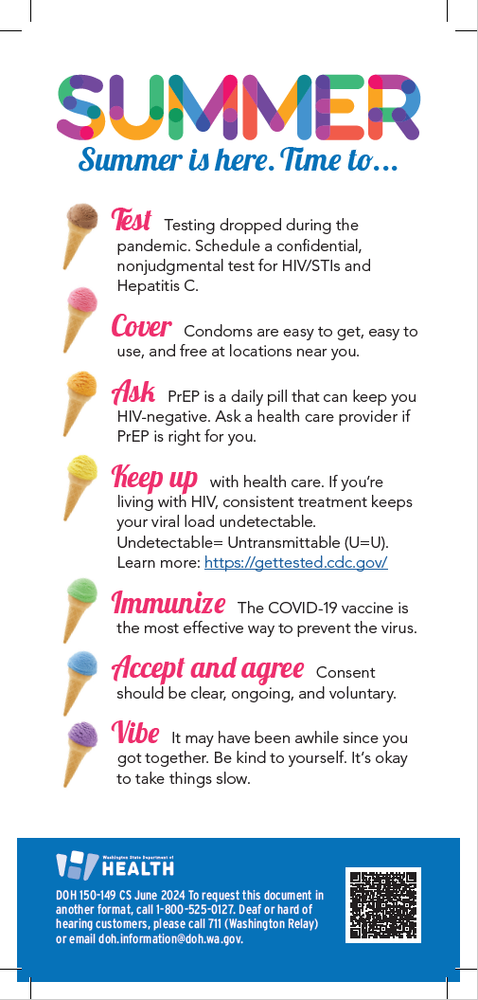 SUMMER
Summer is here. Time to...
Test Testing dropped during the
pandemic. Schedule a confidential,
nonjudgmental test for HIV/STIs and
Hepatitis C.
Cover Condoms are easy to get, easy to
use, and free at locations near you.
Ask PrEP is a daily pill that can keep you
HIV-negative. Ask a health care provider if
PrEP is right for you.
Keep up with health care. If you're
living with HIV, consistent treatment keeps
your viral load undetectable.
Undetectable= Untransmittable (U=U).
Learn more: https://gettested.cdc.gov/
Immunize The COVID-19 vaccine is
the most effective way to prevent the virus.
Accept and agree Consent
should be clear, ongoing, and voluntary.
Vibe It may have been awhile since you
got together. Be kind to yourself. It's okay
to take things slow.
Washington State Department of
HEALTH
DOH 150-149 CS June 2024 To request this document in
another format, call 1-800-525-0127. Deaf or hard of
hearing customers, please call 711 (Washington Relay)
or email doh.information@doh.wa.gov.